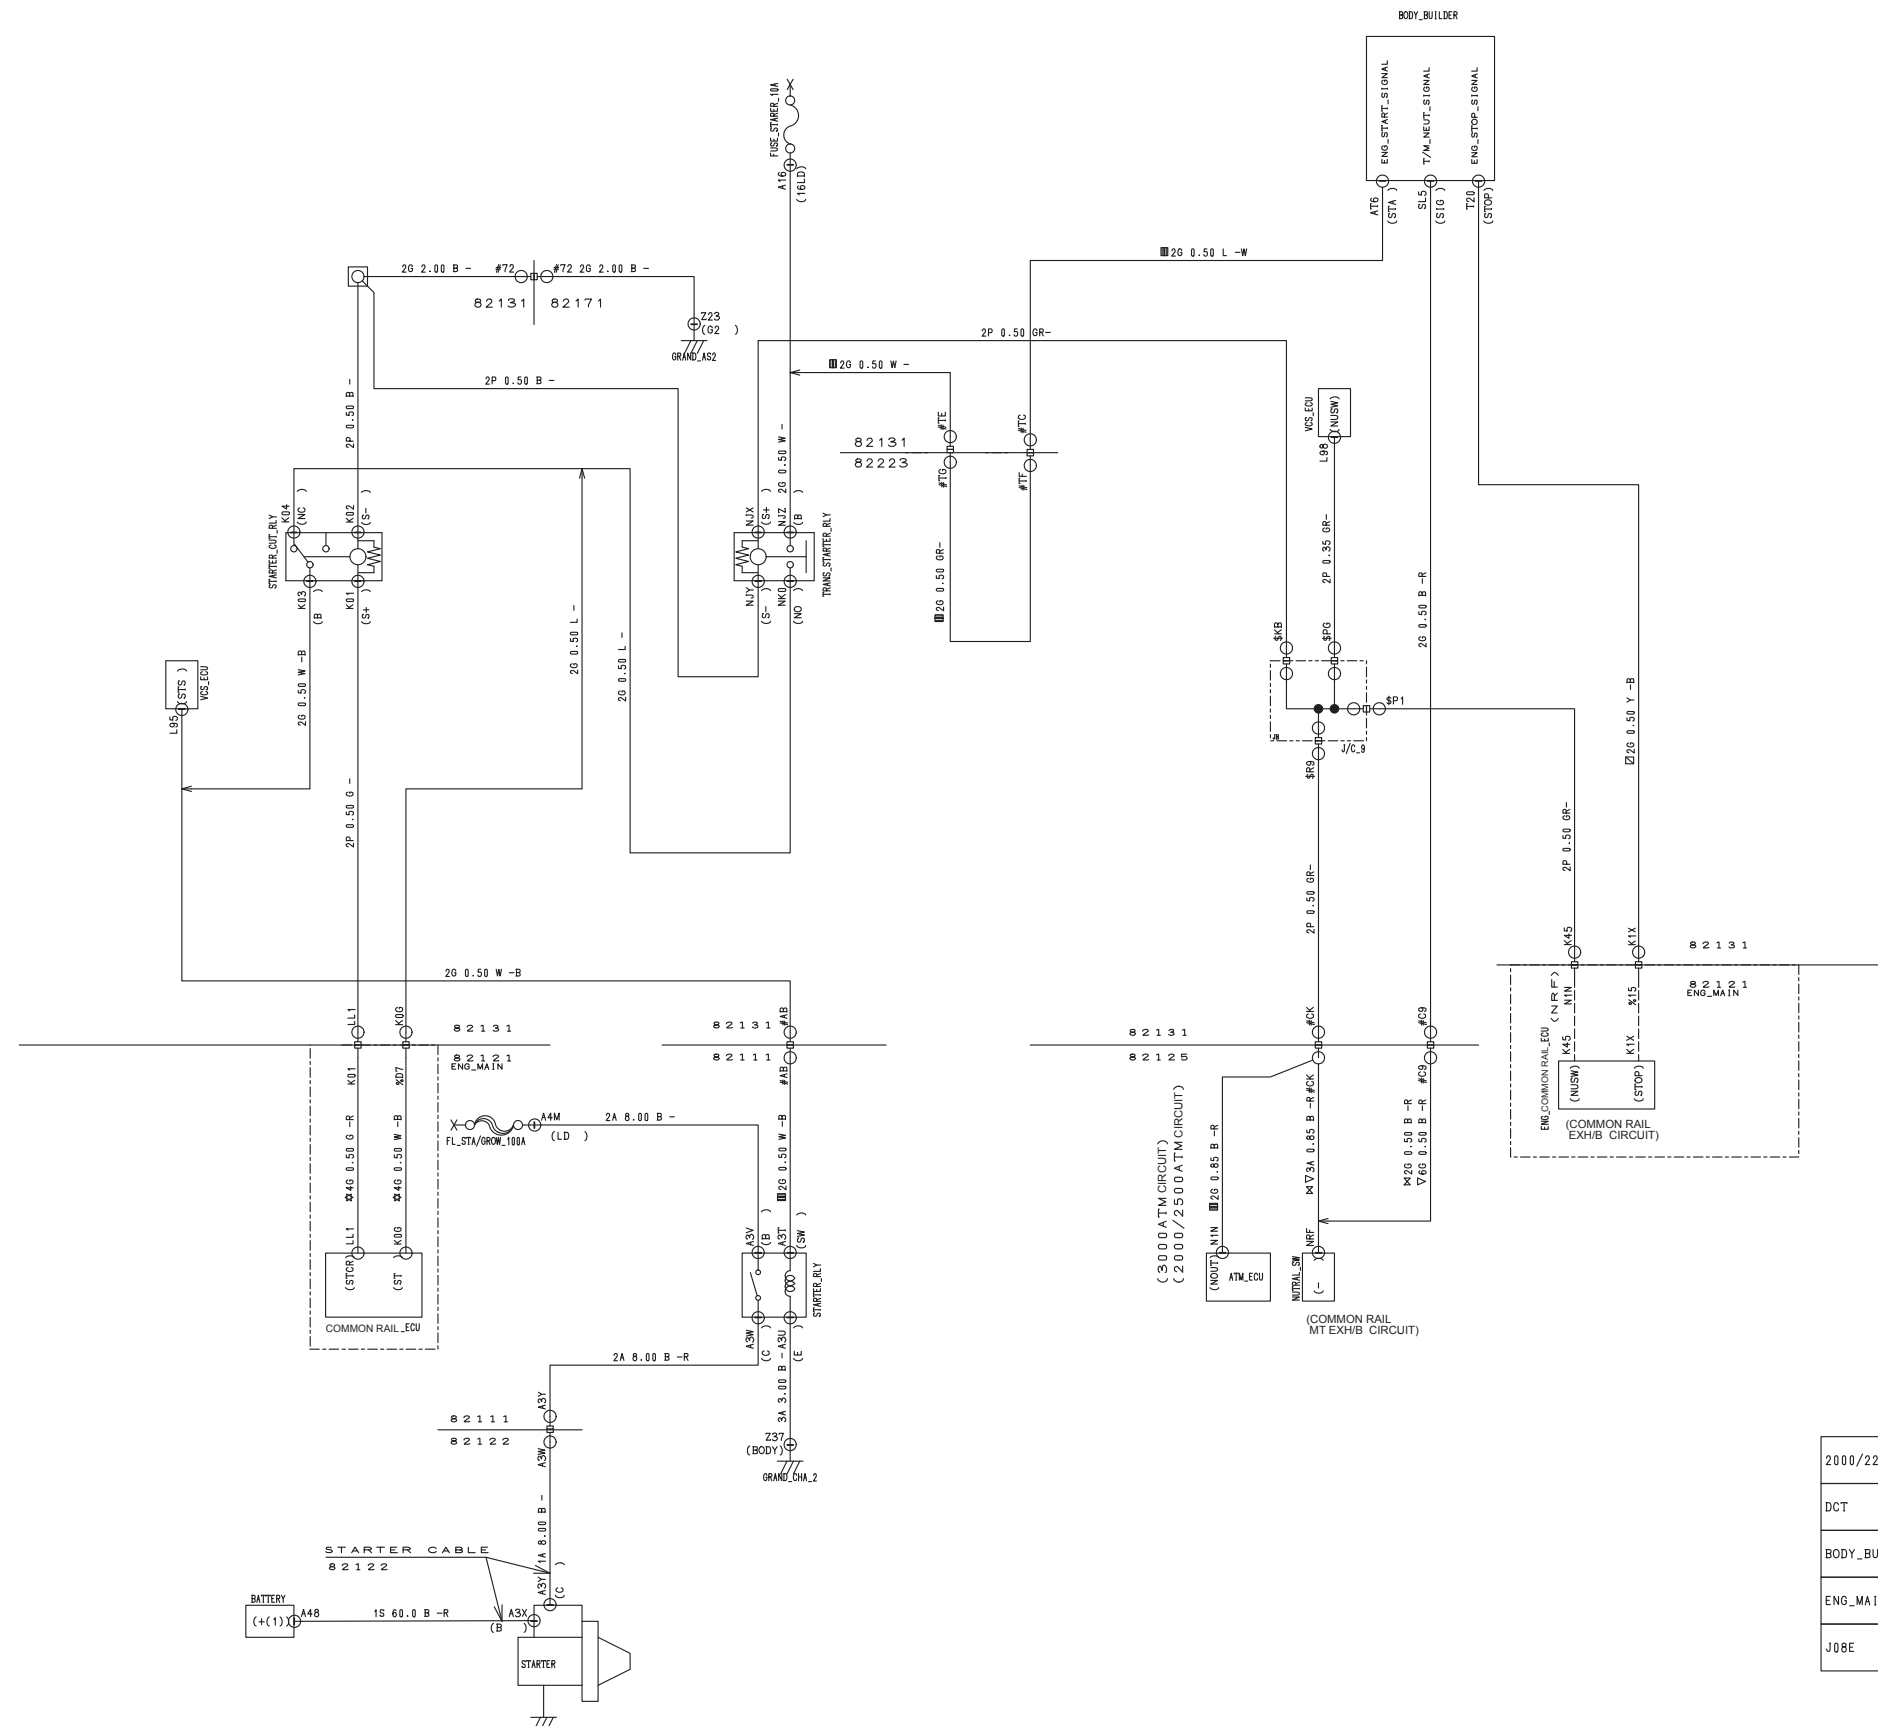 BODY_BUILDER
ENG_START_SIGNAL
T/M_NEUT_SIGNAL
ENG_STOP_SIGNAL
AT6
(STA )
SL5
(SIG )
T20
(STOP)
FUSE_STARER_10A
A16
(16LD)
2G 0.50 L -W
2G 2.00 B -
#72
#72 2G 2.00 B -
82131
82171
Z23
(G2 )
GRAND_AS2
2P 0.50 GR-
2G 0.50 W -
2P 0.50 B -
2P 0.50 B -
2G 0.50 W -
#TE
#TC
82131
82223
#TG
#TF
VCS_ECU
(NUSW)
L98
K04
(NC )
K02
(S- )
STARTER_CUT_RLY
K03
(B )
K01
(S+ )
NJX
(S+ )
NJZ
(B )
TRANS_STARTER_RLY
NJY
(S- )
NK0
(NO )
2G 0.50 GR-
2P 0.35 GR-
2G 0.50 B -R
2G 0.50 W -B
2G 0.50 L -
2G 0.50 L -
$KB
$PG
$P1
J/C_9
$R9
2G 0.50 Y -B
(STS )
VCS_ECU
L95
2P 0.50 G -
2P 0.50 GR-
2P 0.50 GR-
2G 0.50 W -B
LL1
K0G
82131
82121
ENG_MAIN
K01
%D7
82131
#AB
82111
#AB
82131
#CK
#C9
82125
#CK
#C9
K45
K1X
82131
82121
ENG_MAIN
(NRF)
N1N
%15
K45
K1X
ENG_COMMON RAIL_ECU
(NUSW)
(STOP)
(COMMON RAIL
EXH/B CIRCUIT)
A4M
(LD )
FL_STA/GROW_100A
2A 8.00 B -
4G 0.50 G -R
4G 0.50 W -B
2G 0.50 W -B
(3000ATM CIRCUIT)
(2000/2500ATM CIRCUIT)
2G 0.85 B -R
3A 0.85 B -R
2G 0.50 B -R
6G 0.50 B -R
LL1
K0G
(STCR)
(ST )
COMMON RAIL_ECU
A3V
(B )
A3T
(SW )
STARTER_RLY
A3W
(C )
A3U
(E )
N1N
(NOUT)
ATM_ECU
NRF
NUTRAL_SW
(- )
(COMMON RAIL
MT EXH/B CIRCUIT)
2A 8.00 B -R
3A 3.00 B -
A3Y
82111
82122
A3W
Z37
(BODY)
GRAND_CHA_2
1A 8.00 B -
STARTER CABLE
82122
A3Y
(C )
BATTERY
(+(1))
A48
1S 60.0 B -R
A3X
(B )
STARTER
2000/22
DCT
BODY_BU
ENG_MAI
J08E